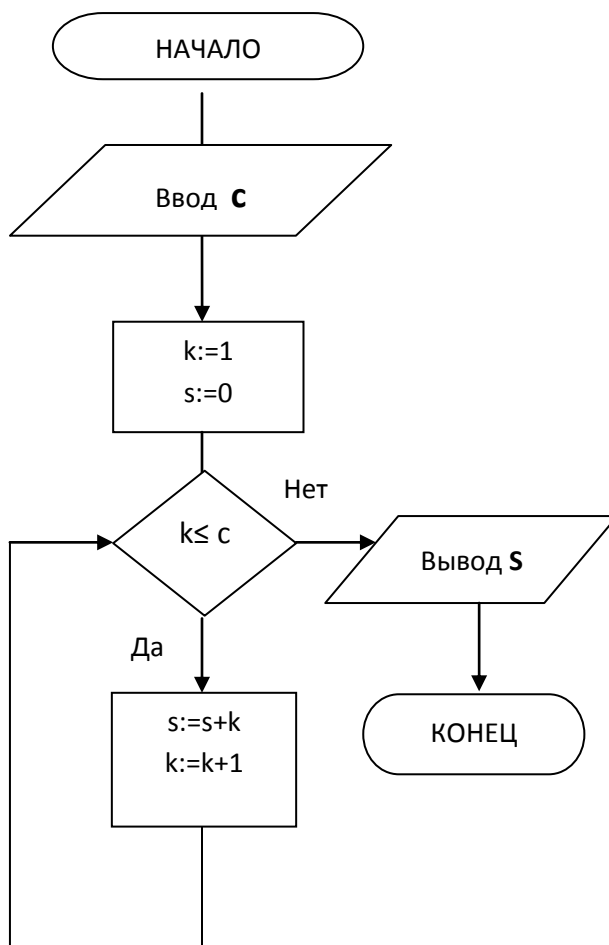 НАЧАЛО
Ввод c
k:=1
s:=0
Нет
k≤ c
Вывод S
Да
s:=s+k
k:=k+1
КОНЕЦ